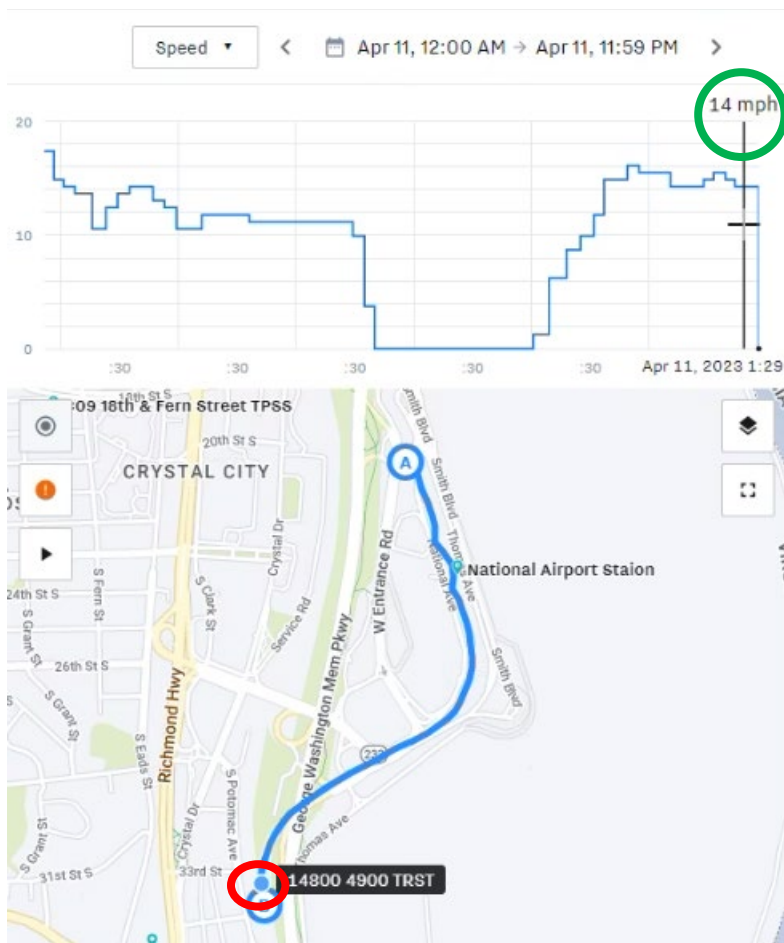 Speed
Apr 11, 12:00 AM → Apr 11, 11:59 PM
14 mph
20
10
0
:30
:30
:30
:30
:30
Apr 11, 2023 1:29
18th St S
09 18th & Fern Street TPSS
20th St S
CRYSTAL CITY
Smith Blvd
Smith Blvd
A
Crystal Dr
W Entrance Rd
National Ave
Thomas Ave
National Airport Staion
24th St S
S Fern St
S Clark St
Service Rd
S Grant St
26th St S
Richmond Hwy
George Washington Mem Pkwy
Smith Blvd
S Grant St
S Eads St
233
S Potomac Ave
Crystal Dr
Thomas Ave
S Grant St
31st St S
33rd St
14800 4900 TRST